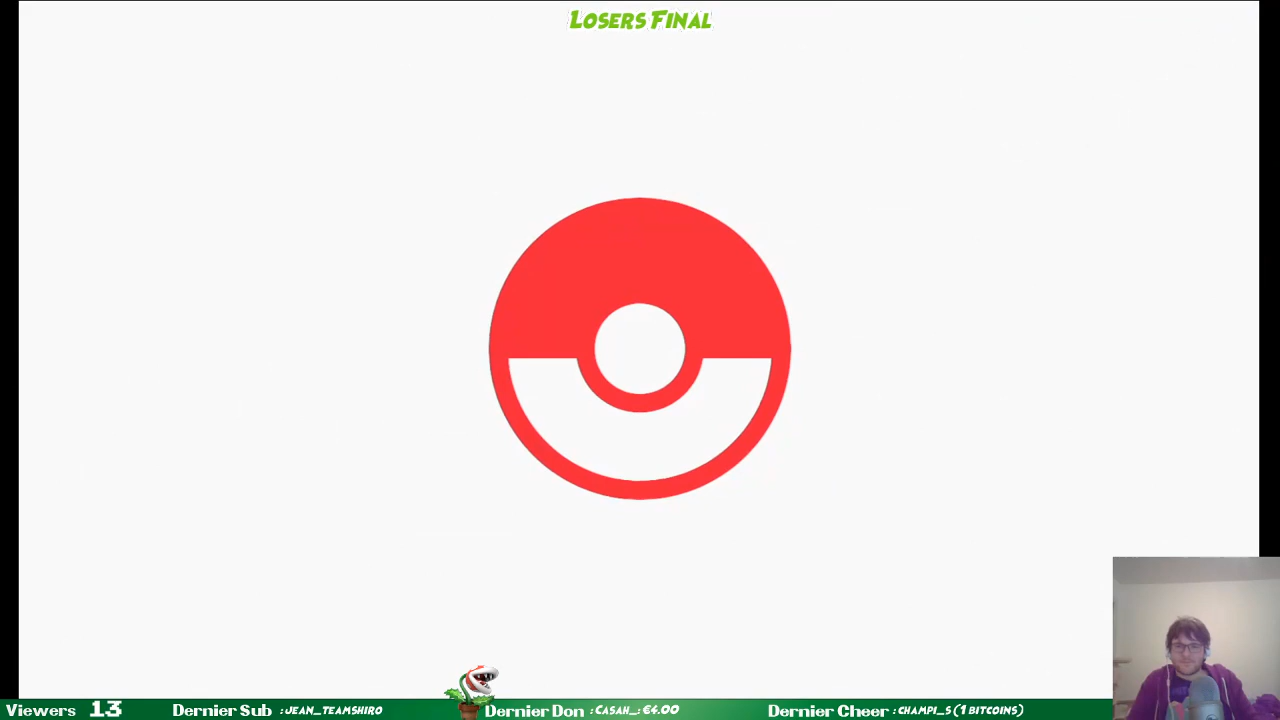 Losers Final
Viewers 13 Dernier Sub : jean_teamshiro Dernier Don : Casah_: €4.00 Dernier Cheer : champi_s (1 bitcoins)